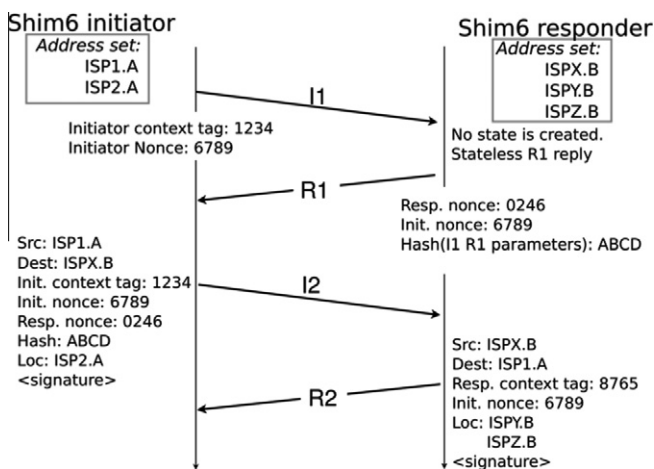 Shim6 initiator
Address set:
ISP1.A
ISP2.A
Shim6 responder
Address set:
ISPX.B
ISPY.B
ISPZ.B
I1
Initiator context tag: 1234
Initiator Nonce: 6789
No state is created.
Stateless R1 reply
R1
Resp. nonce: 0246
Init. nonce: 6789
Hash(I1 R1 parameters): ABCD
Src: ISP1.A
Dest: ISPX.B
Init. context tag: 1234
Init. nonce: 6789
Resp. nonce: 0246
Hash: ABCD
Loc: ISP2.A
<signature>
I2
Src: ISPX.B
Dest: ISP1.A
Resp. context tag: 8765
Init. nonce: 6789
Loc: ISPY.B
ISPZ.B
<signature>
R2